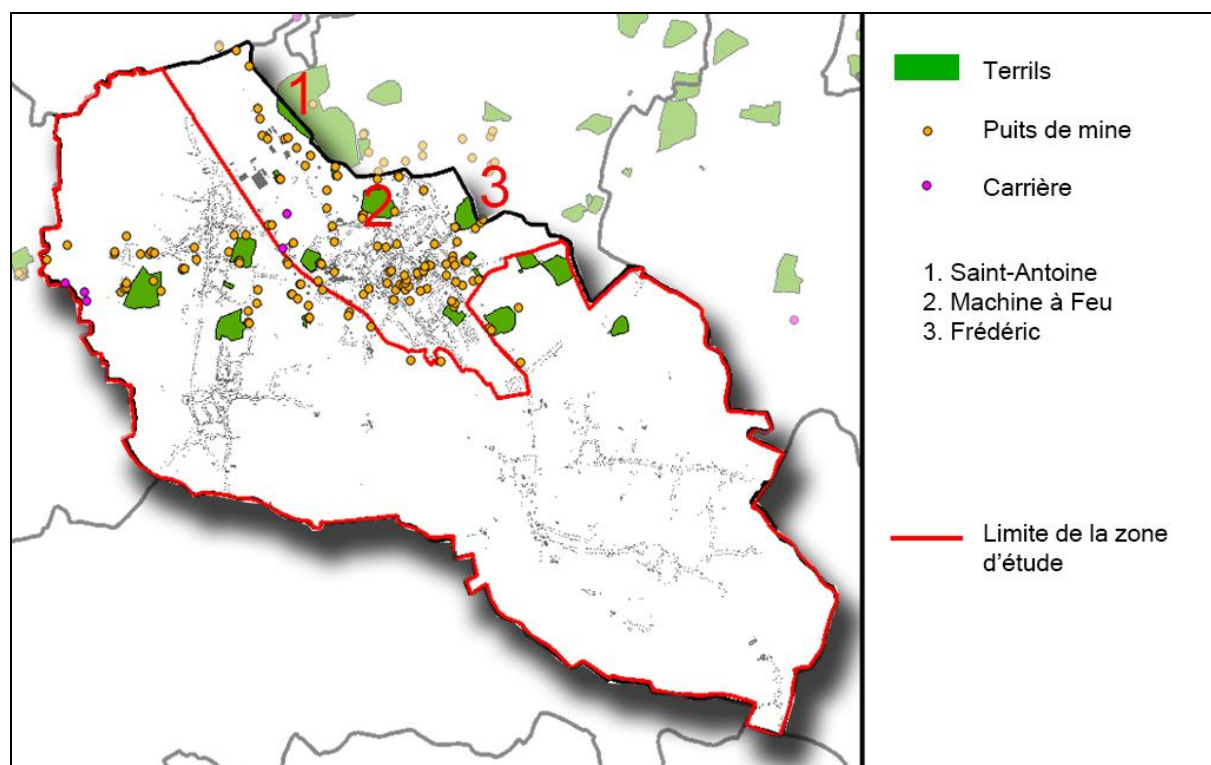 1
2
3
Terrils
Puits de mine
Carrière
1. Saint-Antoine
2. Machine à Feu
3. Frédéric
Limite de la zone
d'étude